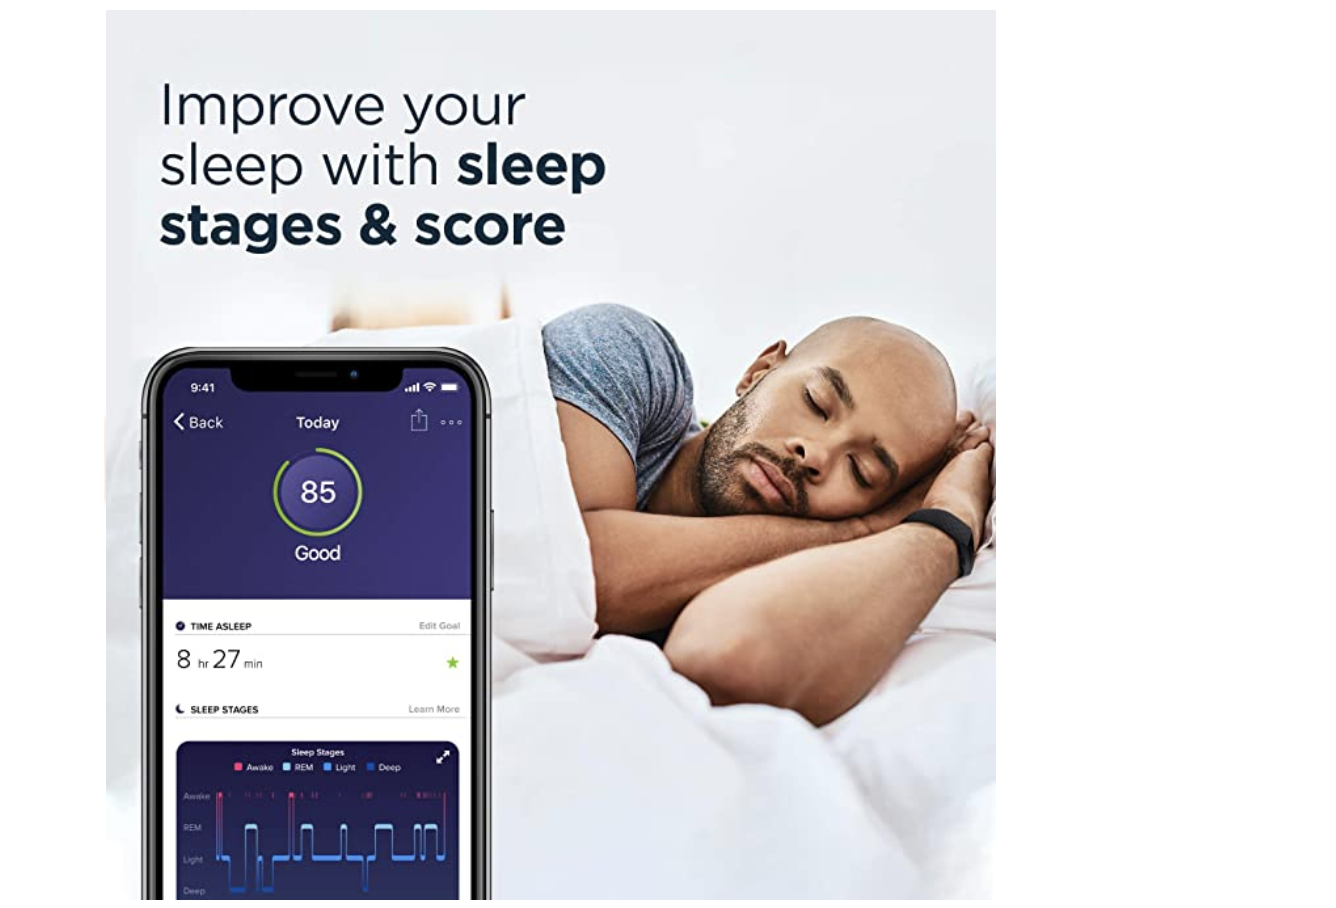 Improve your
sleep with sleep
stages & score
9:41
Back Today
85
Good
TIME ASLEEP Edit Goal
8 hr 27 min
SLEEP STAGES Learn More
Sleep Stages
Awake REM Light Deep
Awake
REM
Light
Deep